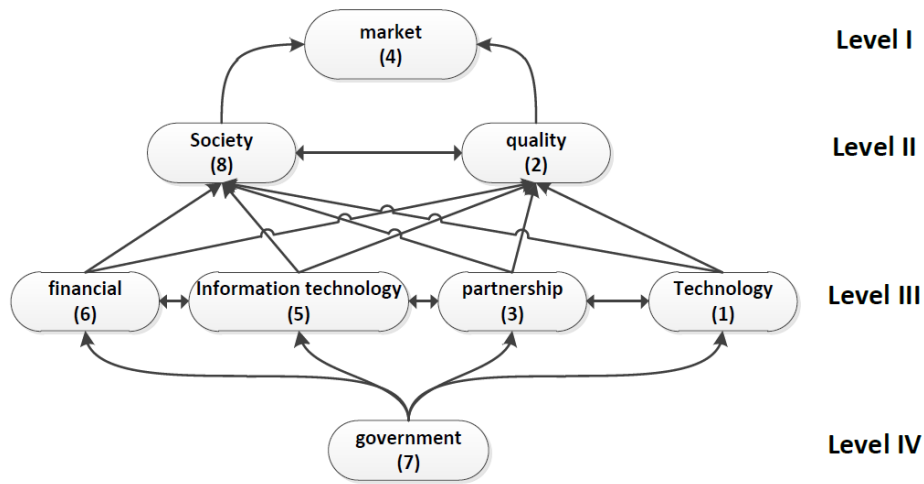 market
(4)
Level I
Society
(8)
quality
(2)
Level II
financial
(6)
Information technology
(5)
partnership
(3)
Technology
(1)
Level III
government
(7)
Level IV